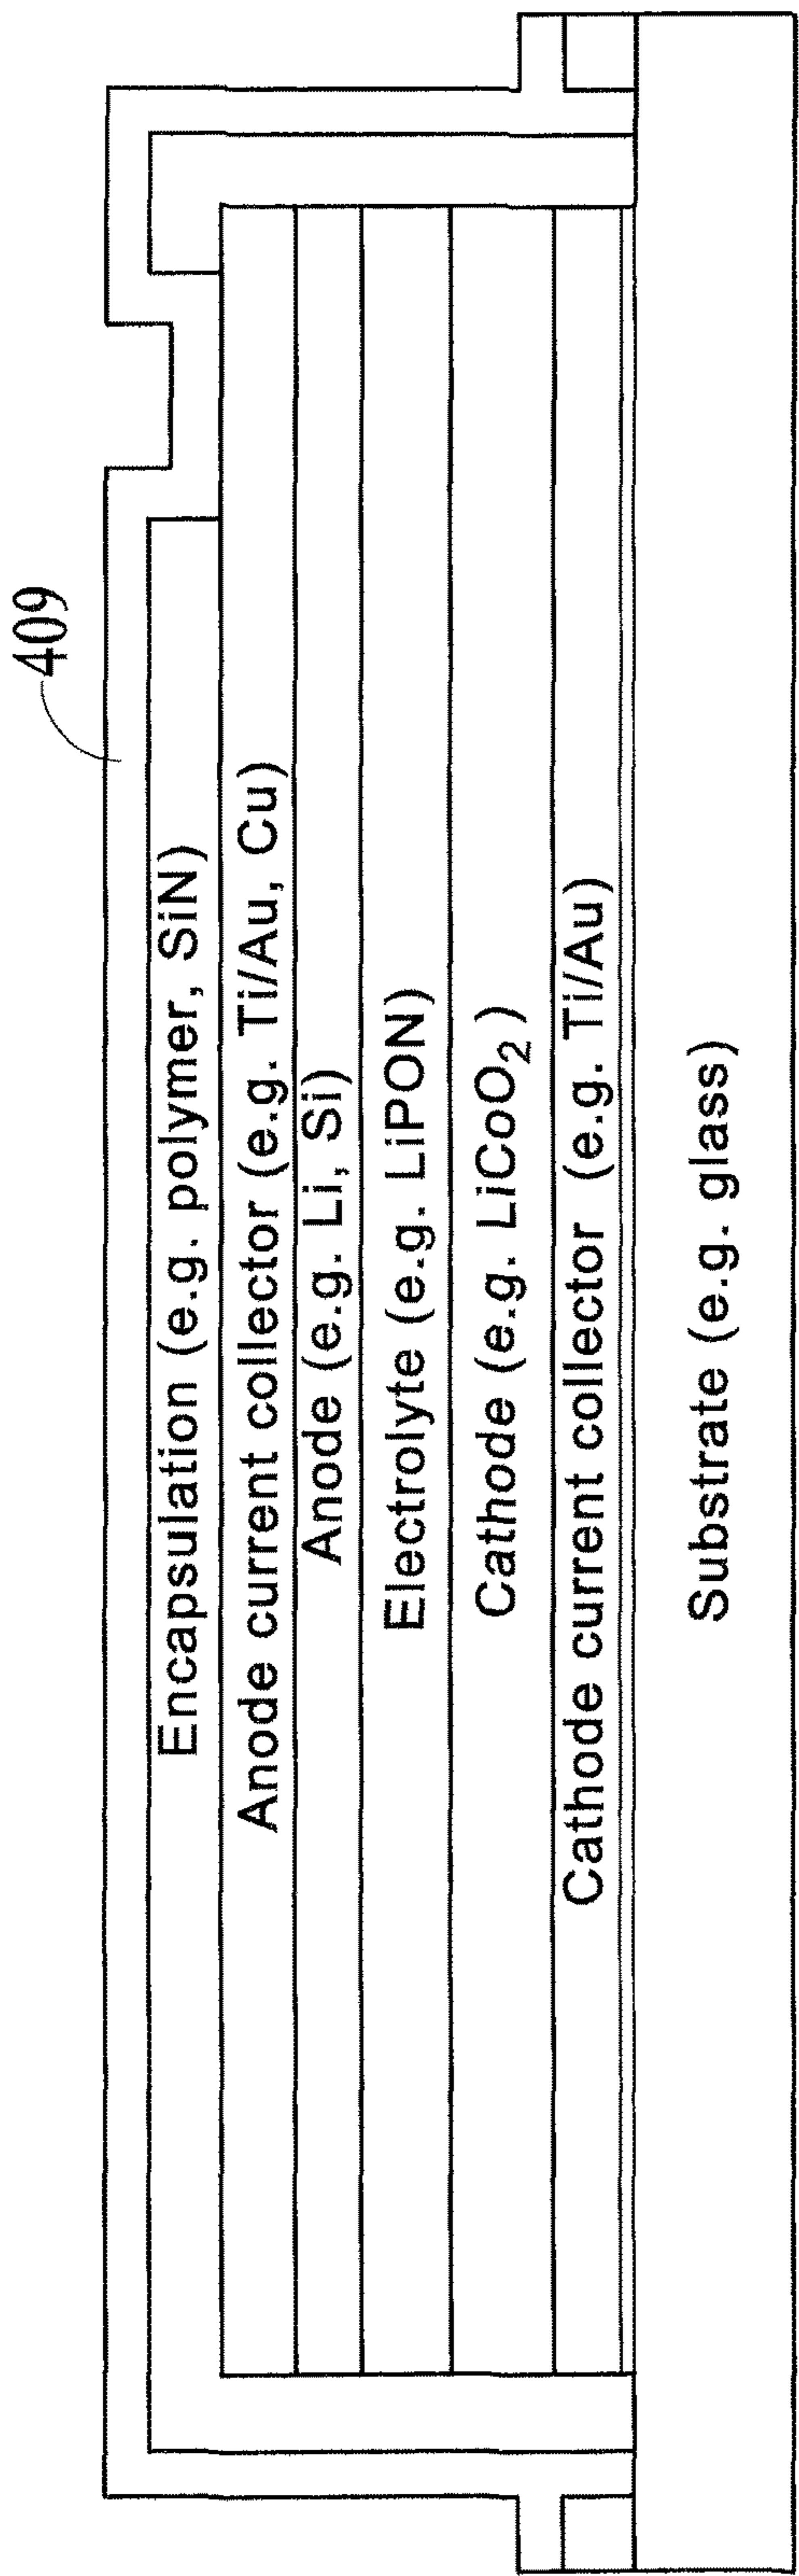 409
Encapsulation (e.g. polymer, SiN)
Anode current collector (e.g. Ti/Au, Cu)
Anode (e.g. Li, Si)
Electrolyte (e.g. LiPON)
Cathode (e.g. LiCoO₂ )
Cathode current collector (e.g. Ti/Au)
Substrate (e.g. glass)